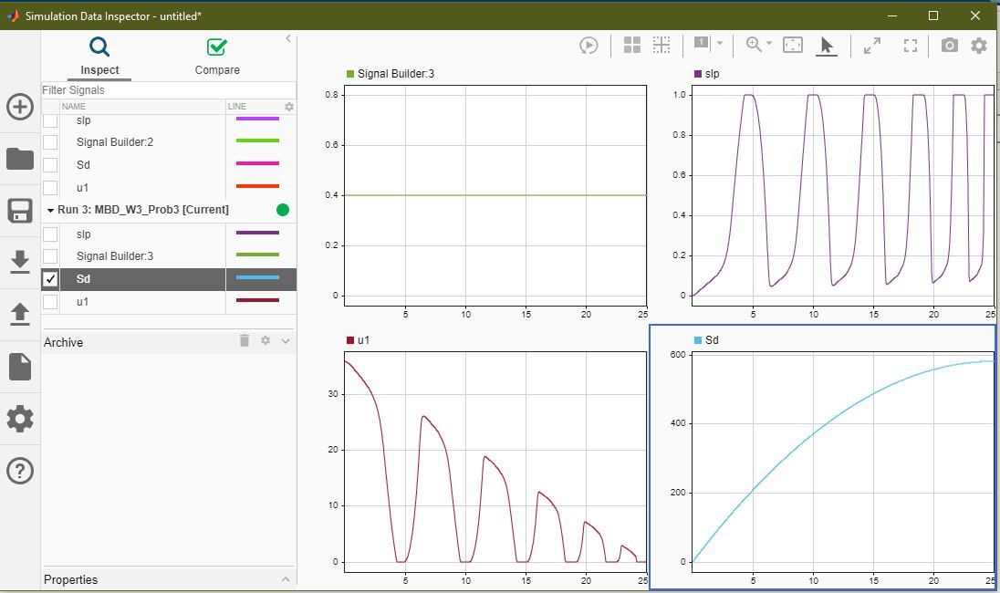 Simulation Data Inspector - untitled*
Inspect
Compare
Filter Signals
NAME
LINE
slp
Signal Builder:2
Sd
u1
Run 3: MBD_W3_Prob3 [Current]
slp
Signal Builder:3
Sd
u1
Archive
Properties
1
Signal Builder:3
0.8
0.6
0.4
0.2
0
5
10
15
20
25
slp
1.0
0.8
0.6
0.4
0.2
0
5
10
15
20
25
u1
30
20
10
0
5
10
15
20
25
Sd
600
400
200
0
5
10
15
20
25